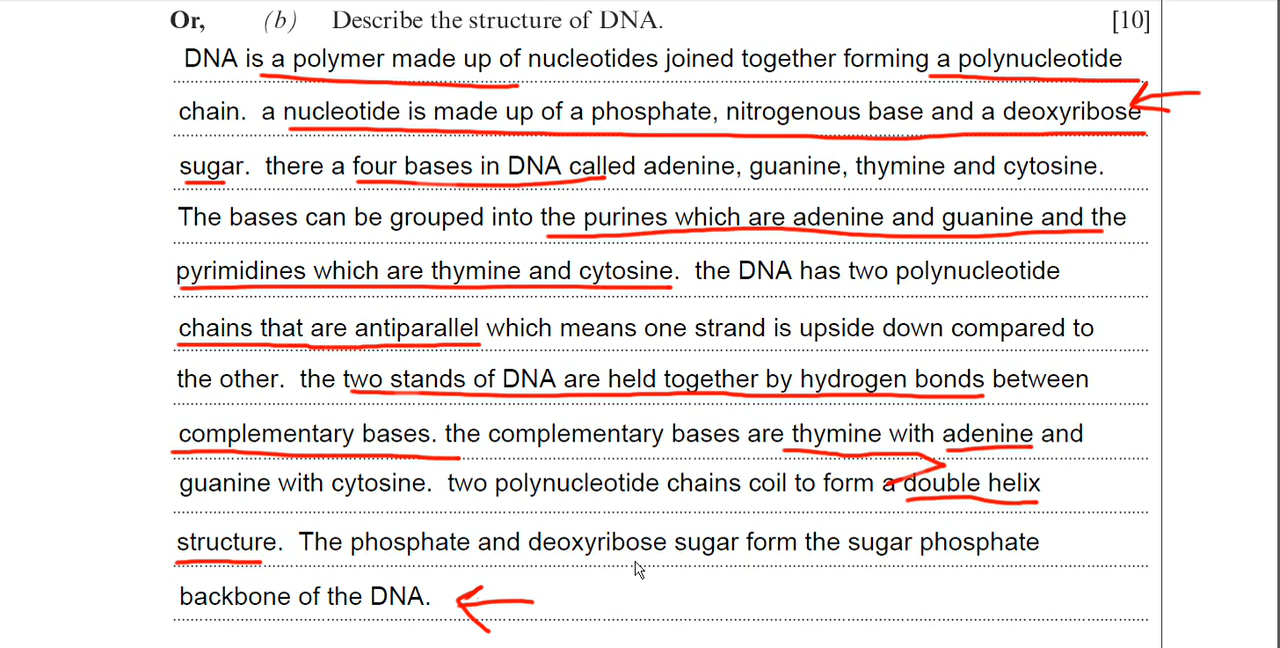 Or, (b) Describe the structure of DNA. [10]
DNA is a polymer made up of nucleotides joined together forming a polynucleotide
chain. a nucleotide is made up of a phosphate, nitrogenous base and a deoxyribose
sugar. there a four bases in DNA called adenine, guanine, thymine and cytosine.
The bases can be grouped into the purines which are adenine and guanine and the
pyrimidines which are thymine and cytosine. the DNA has two polynucleotide
chains that are antiparallel which means one strand is upside down compared to
the other. the two stands of DNA are held together by hydrogen bonds between
complementary bases. the complementary bases are thymine with adenine and
guanine with cytosine. two polynucleotide chains coil to form a double helix
structure. The phosphate and deoxyribose sugar form the sugar phosphate
backbone of the DNA.